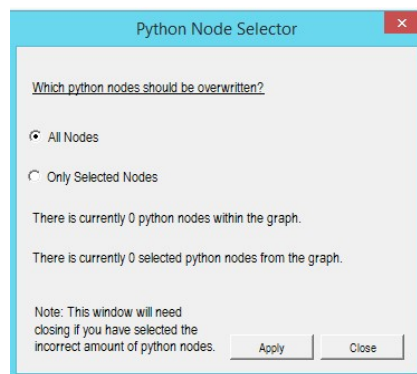 Python Node Selector
Which python nodes should be overwritten?
All Nodes
Only Selected Nodes
There is currently 0 python nodes within the graph.
There is currently 0 selected python nodes from the graph.
Note: This window will need
closing if you have selected the
incorrect amount of python nodes.
Apply
Close